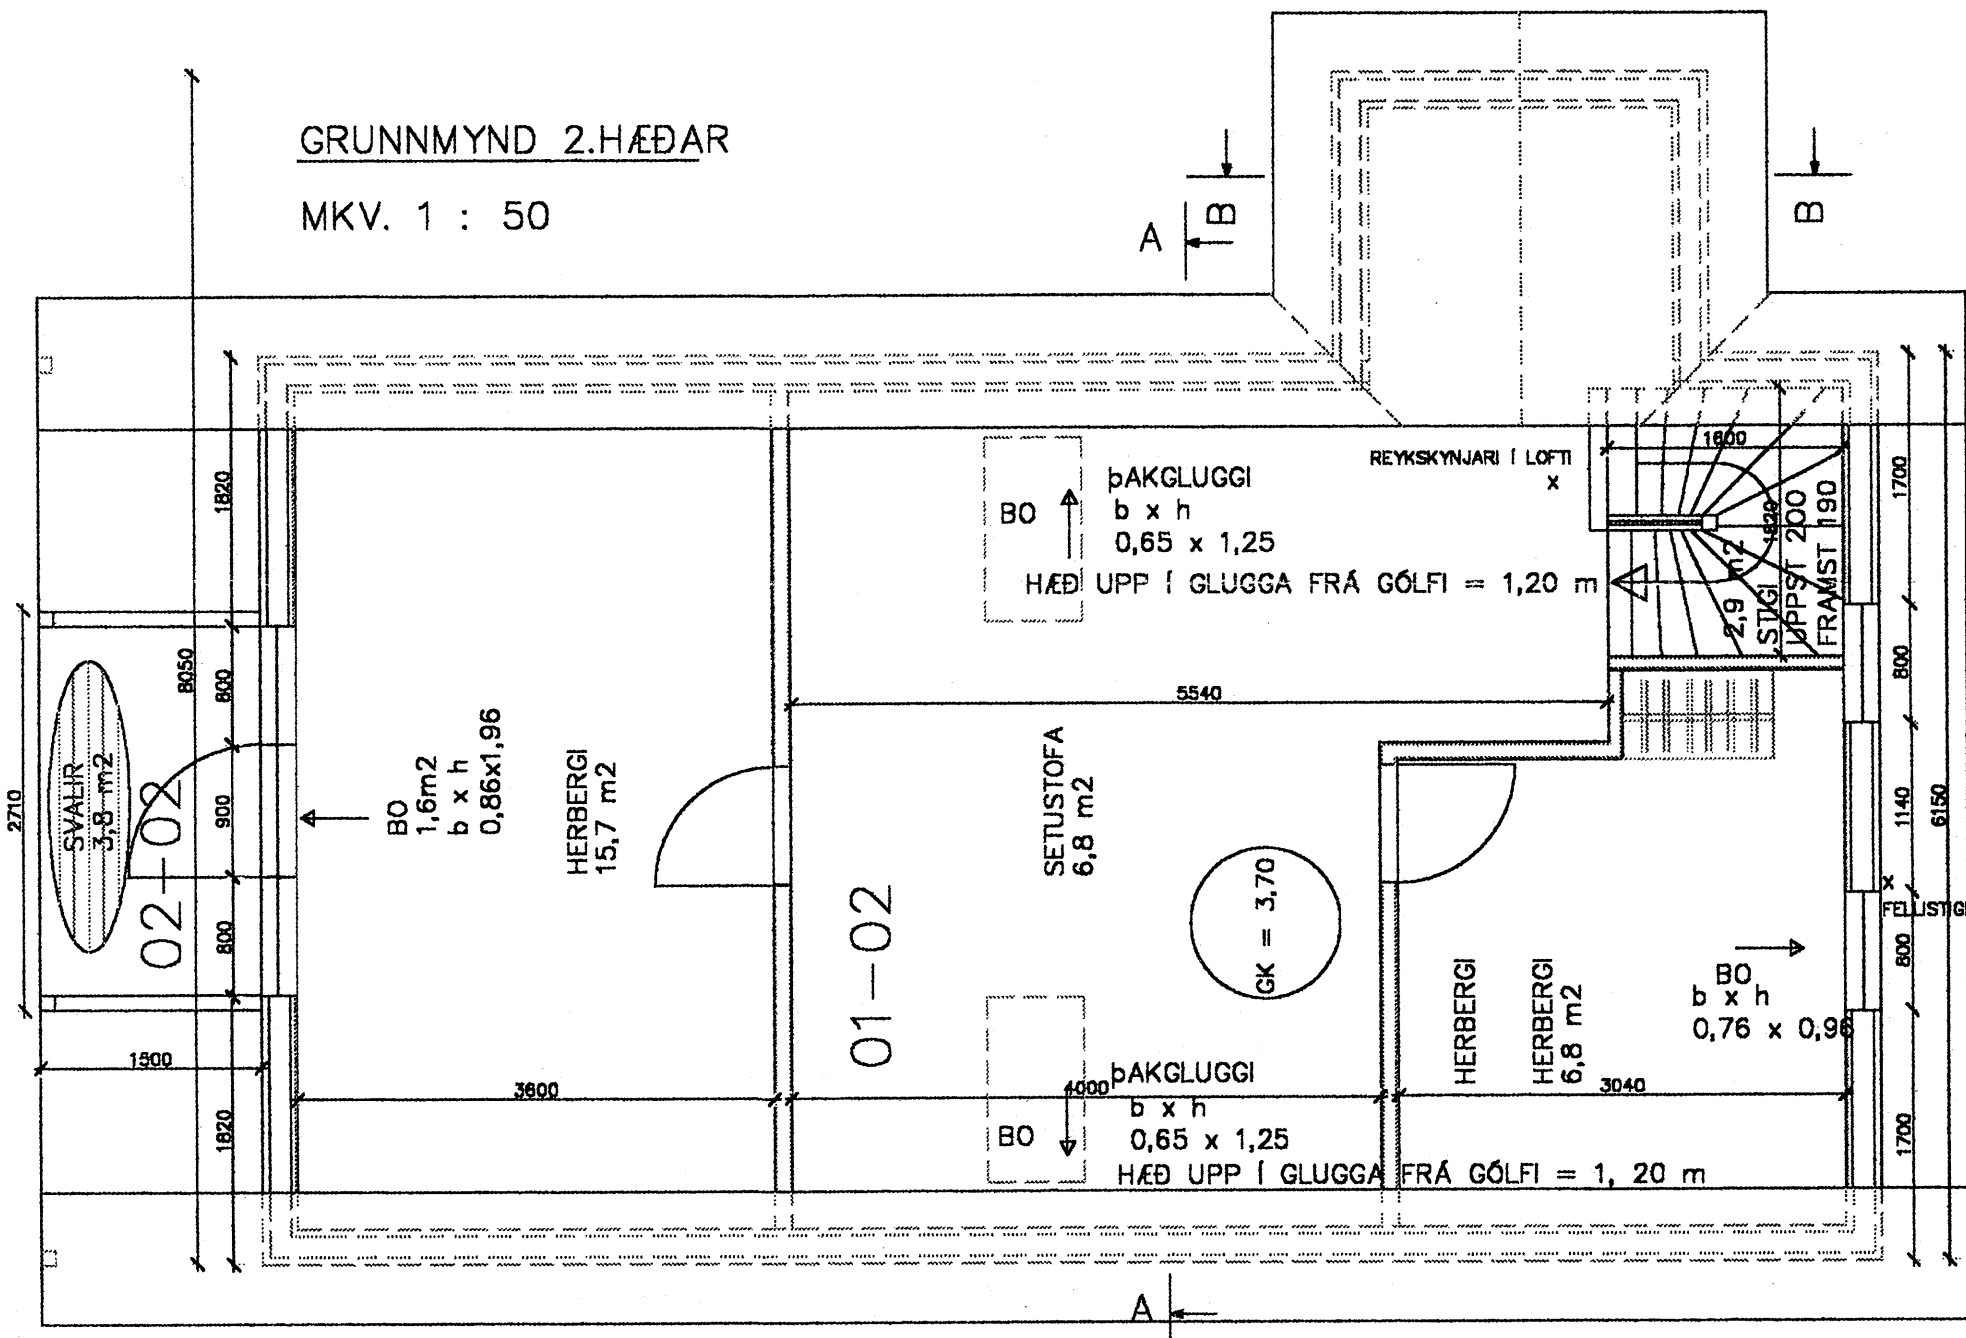 GRUNNMYND 2.HÆÐAR
MKV. 1 : 50
A
B
B
8050
1820
800
900
800
1820
2710
1500
SVALIR
3,8 m2
02-02
BO
1,6m2
b x h
0,86x1,96
HERBERGI
15,7 m2
3600
BO
þAKGLUGGI
b x h
0,65 x 1,25
HÆÐ UPP Í GLUGGA FRÁ GÓLFI = 1,20 m
REYKSKYNJARI Í LOFTI
x
1600
1820
2,9 m2
STIGI
UPPST 200
FRAMST 190
5540
SETUSTOFA
6,8 m2
01-02
GK = 3,70
BO
4000
þAKGLUGGI
b x h
0,65 x 1,25
HÆÐ UPP Í GLUGGA FRÁ GÓLFI = 1, 20 m
HERBERGI
HERBERGI
6,8 m2
BO
b x h
0,76 x 0,96
3040
1700
800
1140
800
1700
6150
x
FELLISTIGI
A